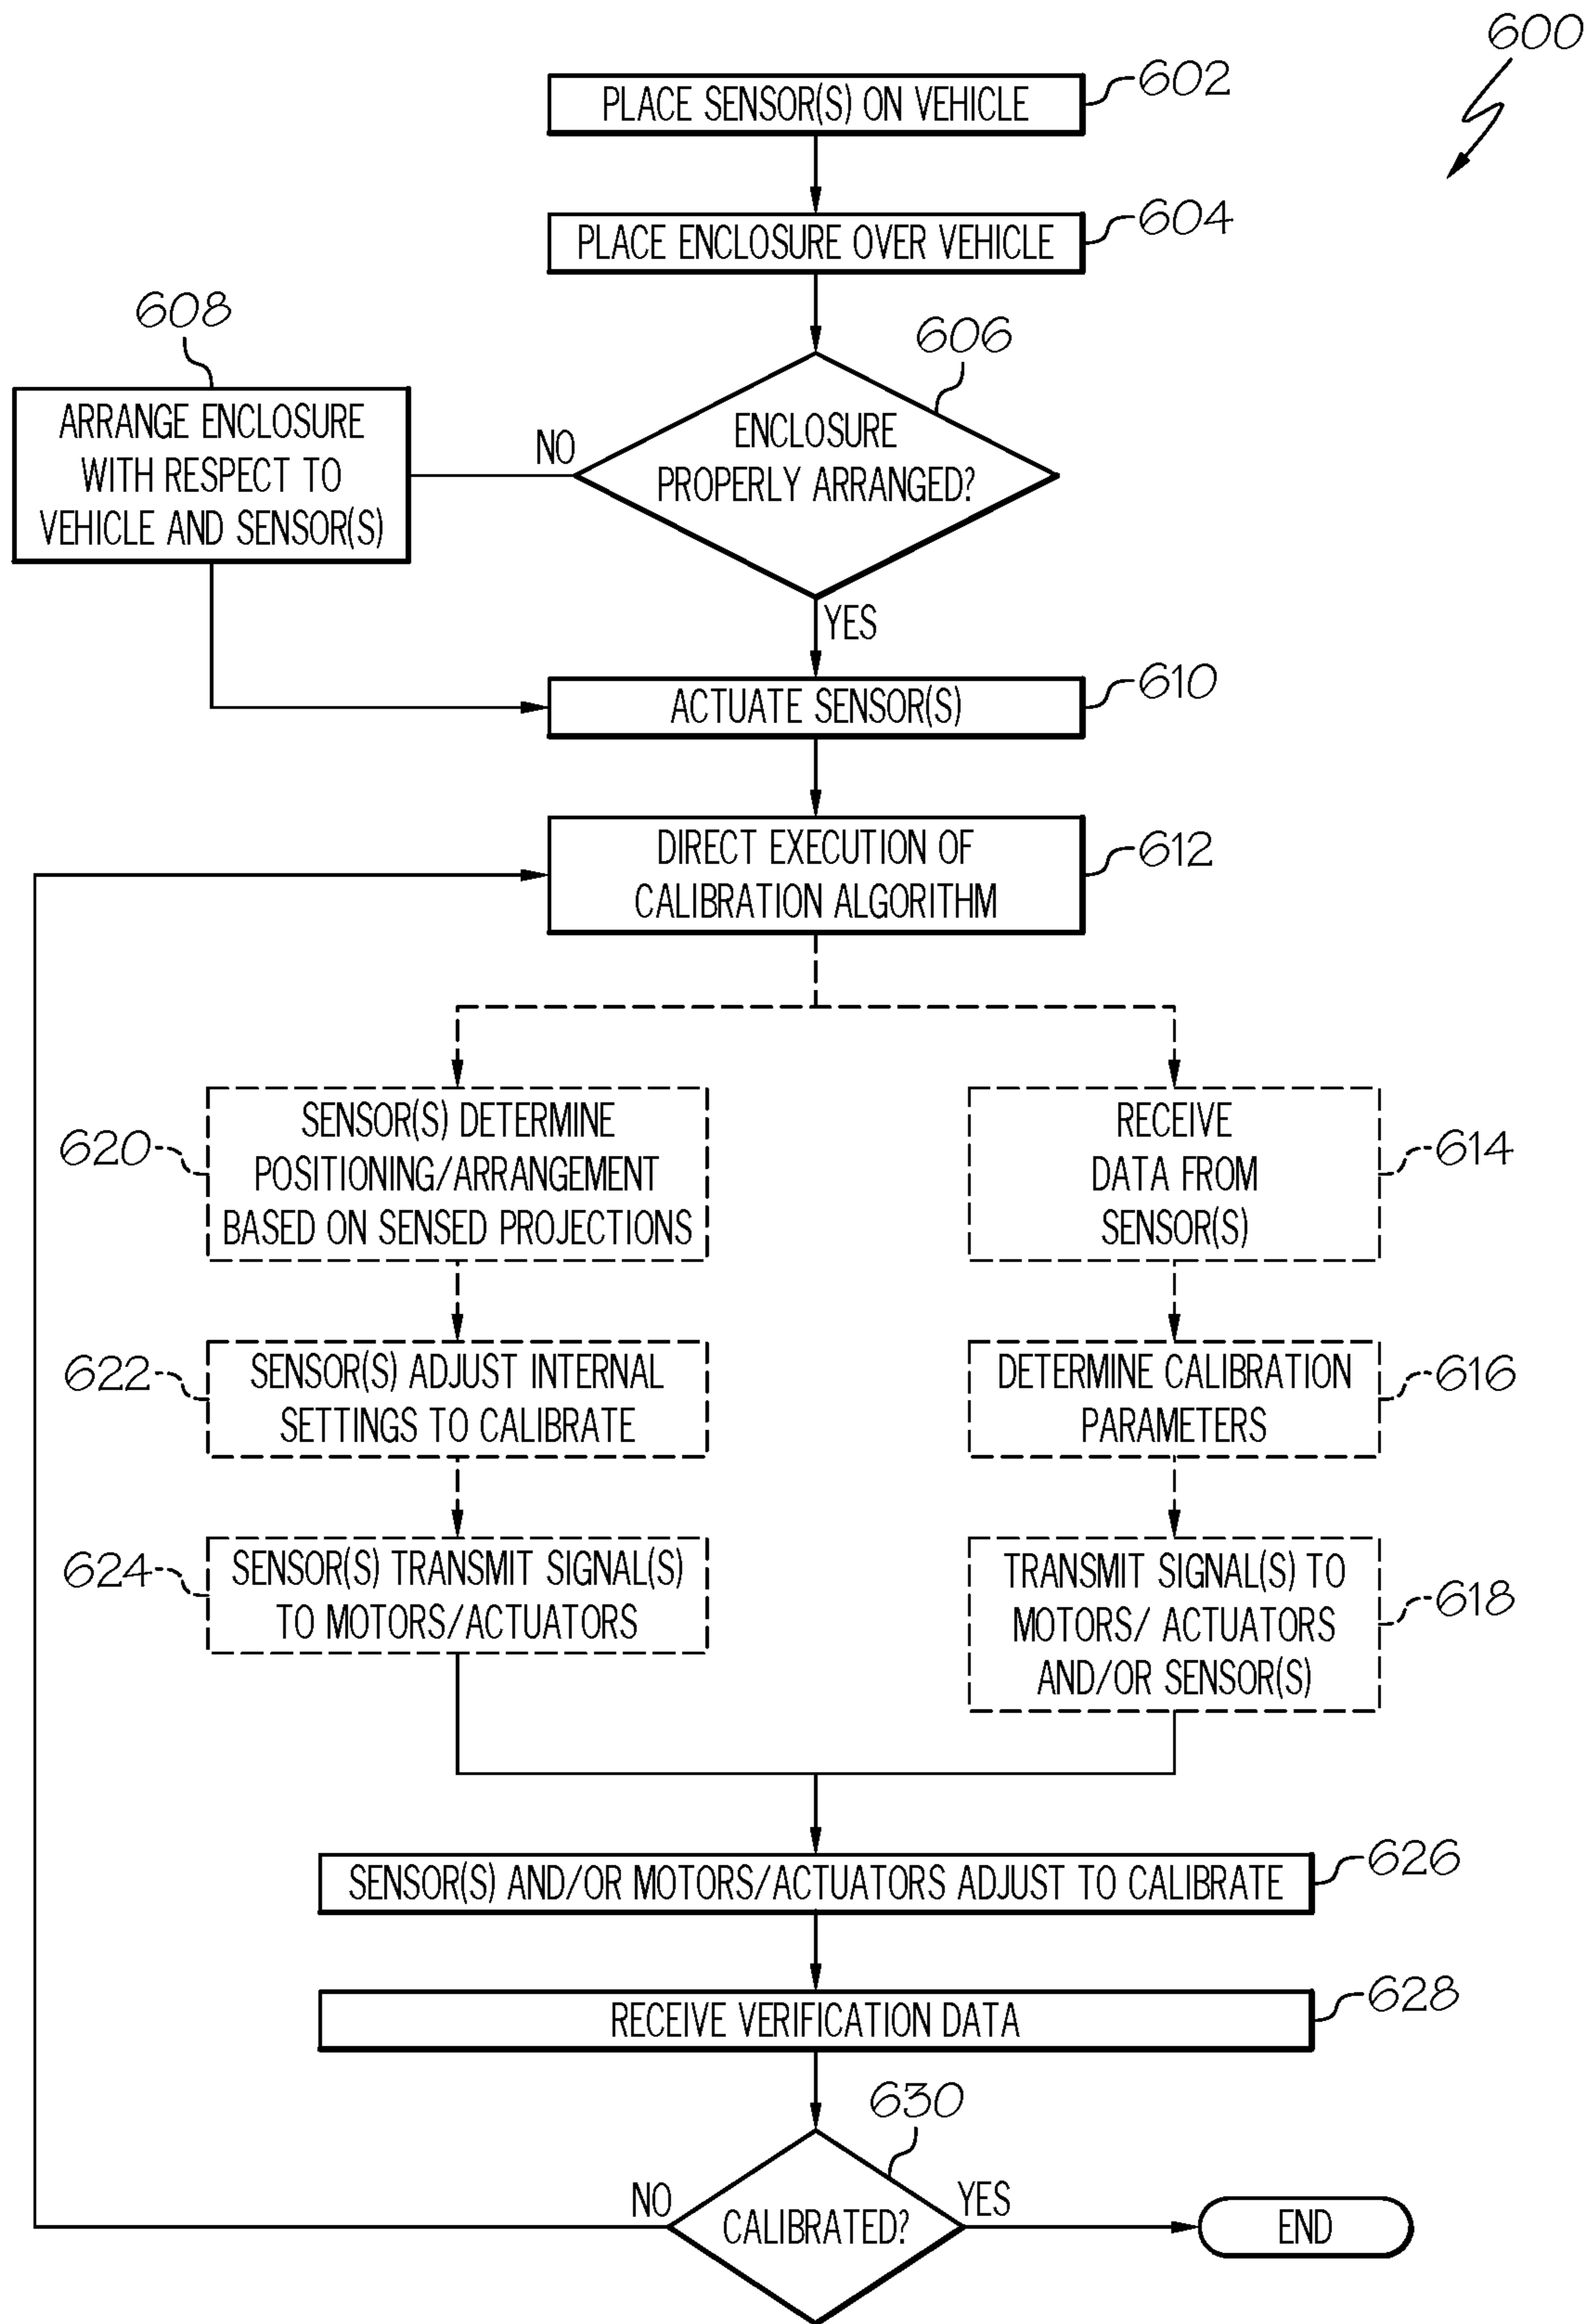 600
PLACE SENSOR(S) ON VEHICLE
602
PLACE ENCLOSURE OVER VEHICLE
604
608
606
ARRANGE ENCLOSURE
WITH RESPECT TO
VEHICLE AND SENSOR(S)
NO
ENCLOSURE
PROPERLY ARRANGED?
YES
ACTUATE SENSOR(S)
610
DIRECT EXECUTION OF
CALIBRATION ALGORITHM
612
620
SENSOR(S) DETERMINE
POSITIONING/ARRANGEMENT
BASED ON SENSED PROJECTIONS
RECEIVE
DATA FROM
SENSOR(S)
614
622
SENSOR(S) ADJUST INTERNAL
SETTINGS TO CALIBRATE
DETERMINE CALIBRATION
PARAMETERS
616
624
SENSOR(S) TRANSMIT SIGNAL(S)
TO MOTORS/ACTUATORS
TRANSMIT SIGNAL(S) TO
MOTORS/ ACTUATORS
AND/OR SENSOR(S)
618
SENSOR(S) AND/OR MOTORS/ACTUATORS ADJUST TO CALIBRATE
626
RECEIVE VERIFICATION DATA
628
630
NO
CALIBRATED?
YES
END